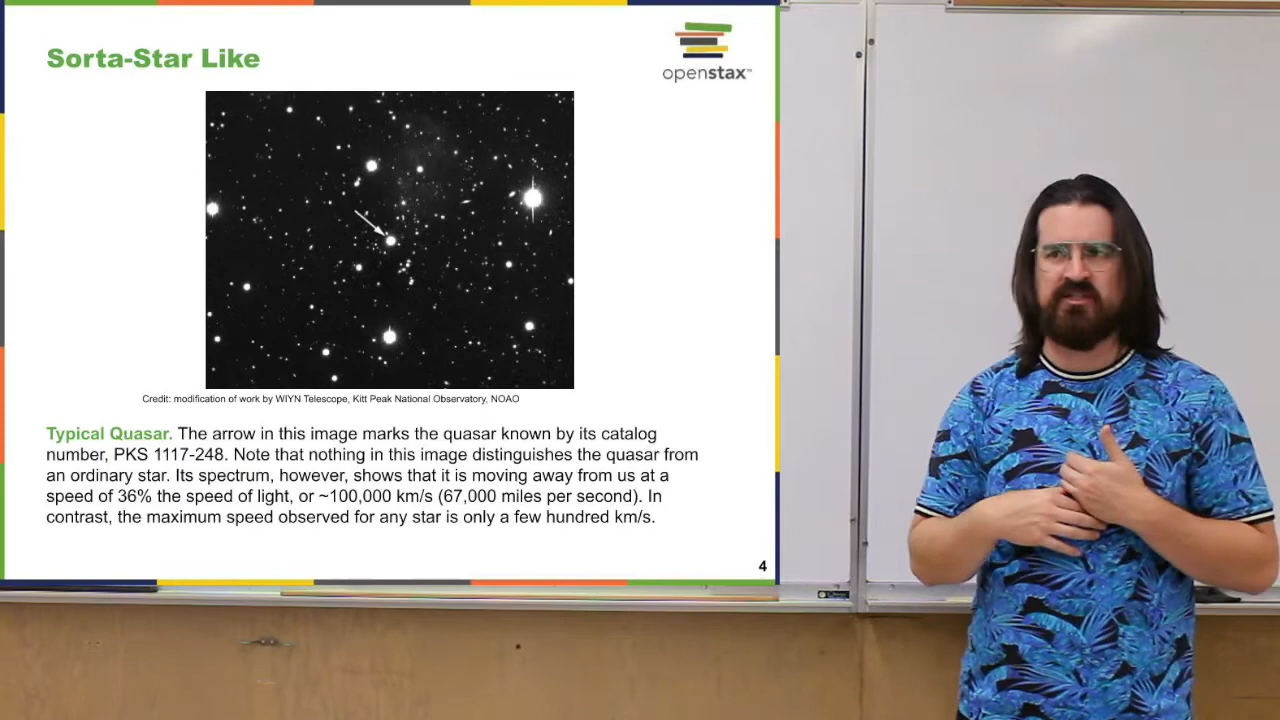 Sorta-Star Like
openstax™
Credit: modification of work by WIYN Telescope, Kitt Peak National Observatory, NOAO
Typical Quasar. The arrow in this image marks the quasar known by its catalog
number, PKS 1117-248. Note that nothing in this image distinguishes the quasar from
an ordinary star. Its spectrum, however, shows that it is moving away from us at a
speed of 36% the speed of light, or ~100,000 km/s (67,000 miles per second). In
contrast, the maximum speed observed for any star is only a few hundred km/s.
4